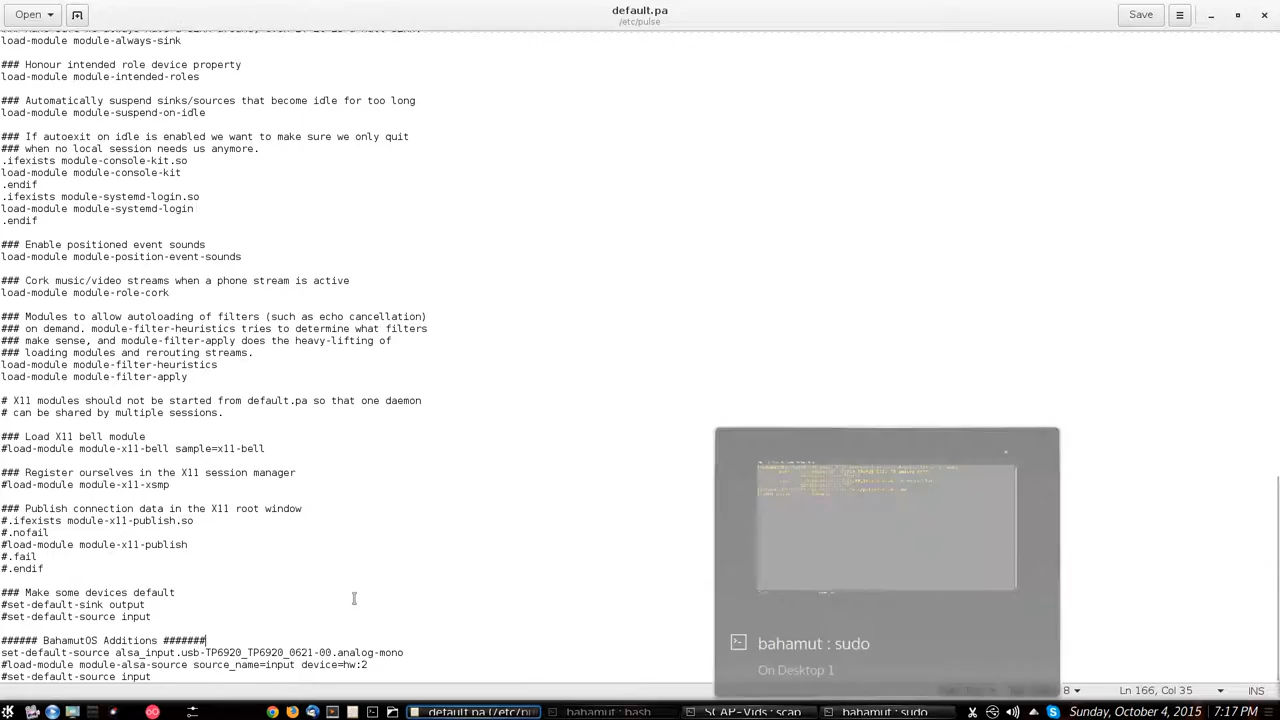 Open
default.pa
/etc/pulse
Save
load-module module-always-sink
### Honour intended role device property
load-module module-intended-roles
### Automatically suspend sinks/sources that become idle for too long
load-module module-suspend-on-idle
### If autoexit on idle is enabled we want to make sure we only quit
### when no local session needs us anymore.
.ifexists module-console-kit.so
load-module module-console-kit
.endif
.ifexists module-systemd-login.so
load-module module-systemd-login
.endif
### Enable positioned event sounds
load-module module-position-event-sounds
### Cork music/video streams when a phone stream is active
load-module module-role-cork
### Modules to allow autoloading of filters (such as echo cancellation)
### on demand. module-filter-heuristics tries to determine what filters
### make sense, and module-filter-apply does the heavy-lifting of
### loading modules and rerouting streams.
load-module module-filter-heuristics
load-module module-filter-apply
# X11 modules should not be started from default.pa so that one daemon
# can be shared by multiple sessions.
### Load X11 bell module
#load-module module-x11-bell sample=x11-bell
### Register ourselves in the X11 session manager
#load-module module-x11-xsmp
### Publish connection data in the X11 root window
#.ifexists module-x11-publish.so
#.nofail
#load-module module-x11-publish
#.fail
#.endif
### Make some devices default
#set-default-sink output
#set-default-source input
###### BahamutOS Additions #######
set-default-source alsa_input.usb-TP6920_TP6920_0621-00.analog-mono
#load-module module-alsa-source source_name=input device=hw:2
#set-default-source input
bahamut : sudo
On Desktop 1
8
Ln 166, Col 35
INS
default.pa (/etc/pu
bahamut : bash
SCAP-Vids : scap
bahamut : sudo
Sunday, October 4, 2015
7:17 PM